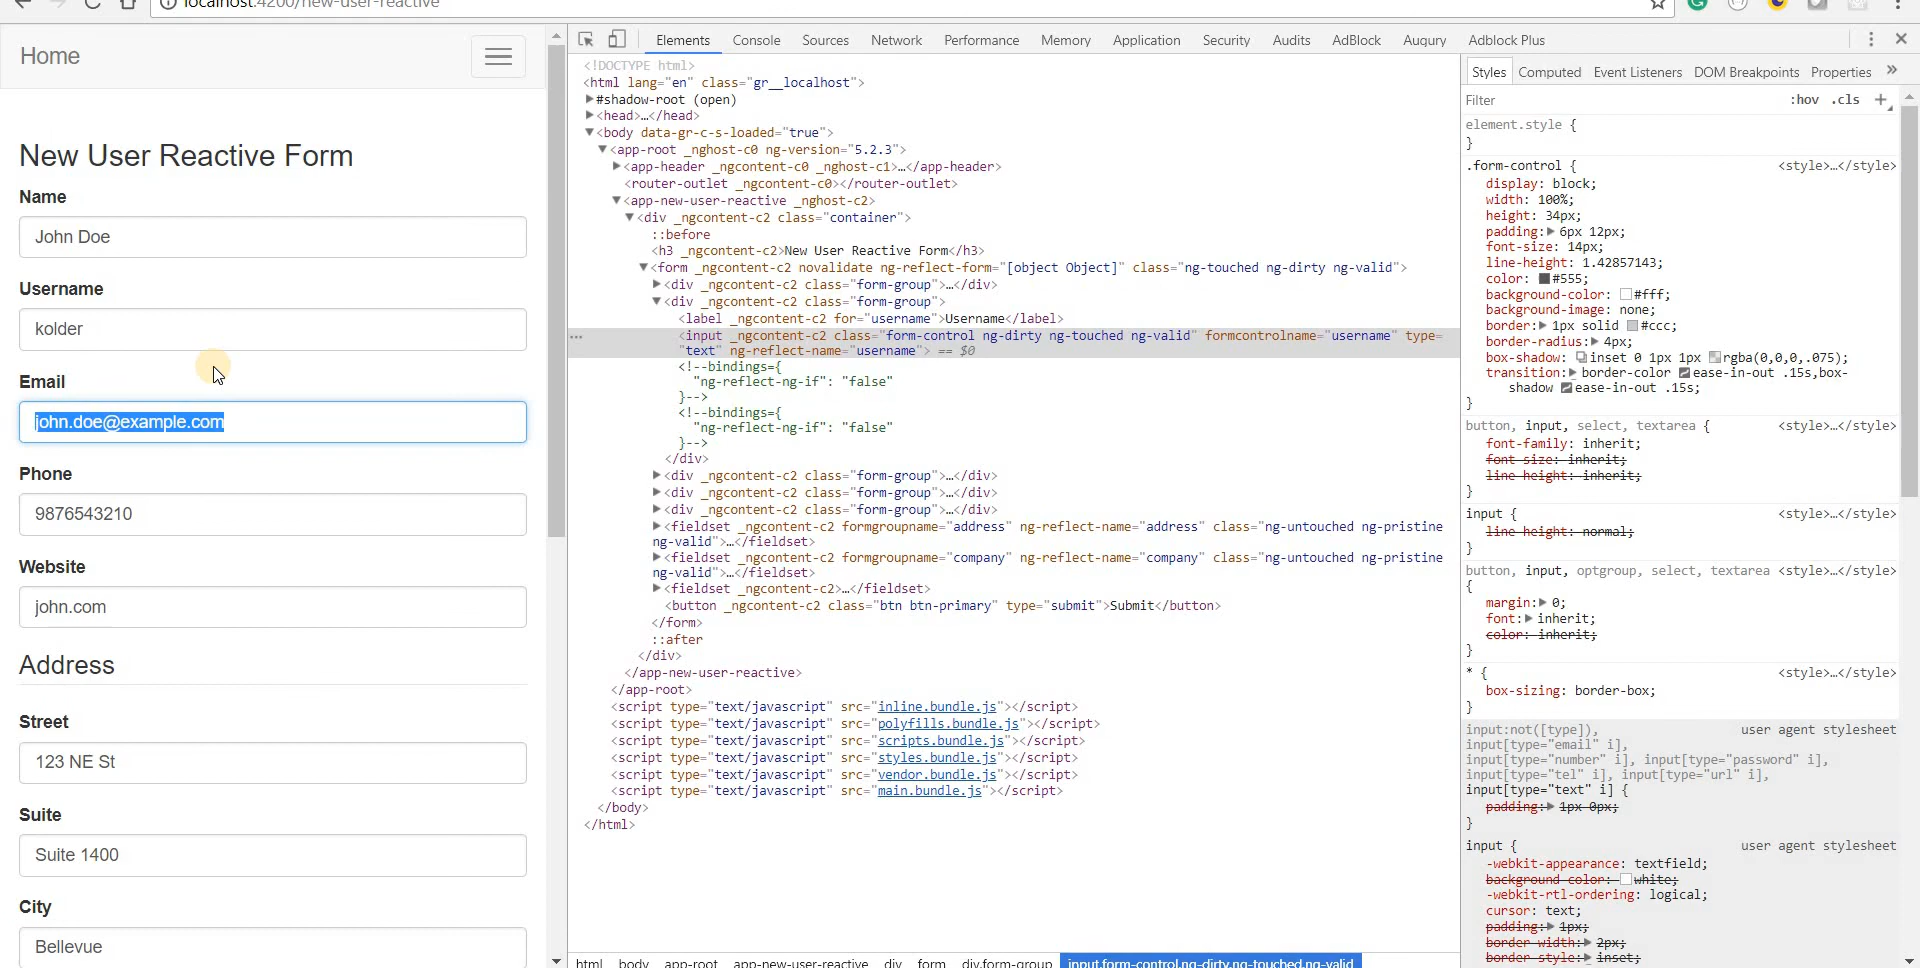 localhost:4200/new-user-reactive
Home
New User Reactive Form
Name
John Doe
Username
kolder
Email
john.doe@example.com
Phone
9876543210
Website
john.com
Address
Street
123 NE St
Suite
Suite 1400
City
Bellevue
Elements Console Sources Network Performance Memory Application Security Audits AdBlock Augury Adblock Plus
<!DOCTYPE html>
<html lang="en" class="gr__localhost">
▶#shadow-root (open)
▶<head>…</head>
▼<body data-gr-c-s-loaded="true">
▼<app-root _nghost-c0 ng-version="5.2.3">
▶<app-header _ngcontent-c0 _nghost-c1>…</app-header>
<router-outlet _ngcontent-c0></router-outlet>
▼<app-new-user-reactive _nghost-c2>
▼<div _ngcontent-c2 class="container">
::before
<h3 _ngcontent-c2>New User Reactive Form</h3>
▼<form _ngcontent-c2 novalidate ng-reflect-form="[object Object]" class="ng-touched ng-dirty ng-valid">
▶<div _ngcontent-c2 class="form-group">…</div>
▼<div _ngcontent-c2 class="form-group">
<label _ngcontent-c2 for="username">Username</label>
… <input _ngcontent-c2 class="form-control ng-dirty ng-touched ng-valid" formcontrolname="username" type=
"text" ng-reflect-name="username"> == $0
<!--bindings={
"ng-reflect-ng-if": "false"
}-->
<!--bindings={
"ng-reflect-ng-if": "false"
}-->
</div>
▶<div _ngcontent-c2 class="form-group">…</div>
▶<div _ngcontent-c2 class="form-group">…</div>
▶<div _ngcontent-c2 class="form-group">…</div>
▶<fieldset _ngcontent-c2 formgroupname="address" ng-reflect-name="address" class="ng-untouched ng-pristine
ng-valid">…</fieldset>
▶<fieldset _ngcontent-c2 formgroupname="company" ng-reflect-name="company" class="ng-untouched ng-pristine
ng-valid">…</fieldset>
▶<fieldset _ngcontent-c2>…</fieldset>
<button _ngcontent-c2 class="btn btn-primary" type="submit">Submit</button>
</form>
::after
</div>
</app-new-user-reactive>
</app-root>
<script type="text/javascript" src="inline.bundle.js"></script>
<script type="text/javascript" src="polyfills.bundle.js"></script>
<script type="text/javascript" src="scripts.bundle.js"></script>
<script type="text/javascript" src="styles.bundle.js"></script>
<script type="text/javascript" src="vendor.bundle.js"></script>
<script type="text/javascript" src="main.bundle.js"></script>
</body>
</html>
html body app-root app-new-user-reactive div form div.form-group input.form-control.ng-dirty.ng-touched.ng-valid
Styles Computed Event Listeners DOM Breakpoints Properties »
Filter :hov .cls +
element.style {
}
.form-control { <style>…</style>
display: block;
width: 100%;
height: 34px;
padding:▶ 6px 12px;
font-size: 14px;
line-height: 1.42857143;
color: #555;
background-color: #fff;
background-image: none;
border:▶ 1px solid #ccc;
border-radius:▶ 4px;
box-shadow: inset 0 1px 1px rgba(0,0,0,.075);
transition:▶ border-color ease-in-out .15s,box-
shadow ease-in-out .15s;
}
button, input, select, textarea { <style>…</style>
font-family: inherit;
font-size: inherit;
line-height: inherit;
}
input { <style>…</style>
line-height: normal;
}
button, input, optgroup, select, textarea <style>…</style>
{
margin:▶ 0;
font:▶ inherit;
color: inherit;
}
* { <style>…</style>
box-sizing: border-box;
}
input:not([type]), user agent stylesheet
input[type="email" i],
input[type="number" i], input[type="password" i],
input[type="tel" i], input[type="url" i],
input[type="text" i] {
padding:▶ 1px 0px;
}
input { user agent stylesheet
-webkit-appearance: textfield;
background-color: white;
-webkit-rtl-ordering: logical;
cursor: text;
padding:▶ 1px;
border-width:▶ 2px;
border-style:▶ inset;